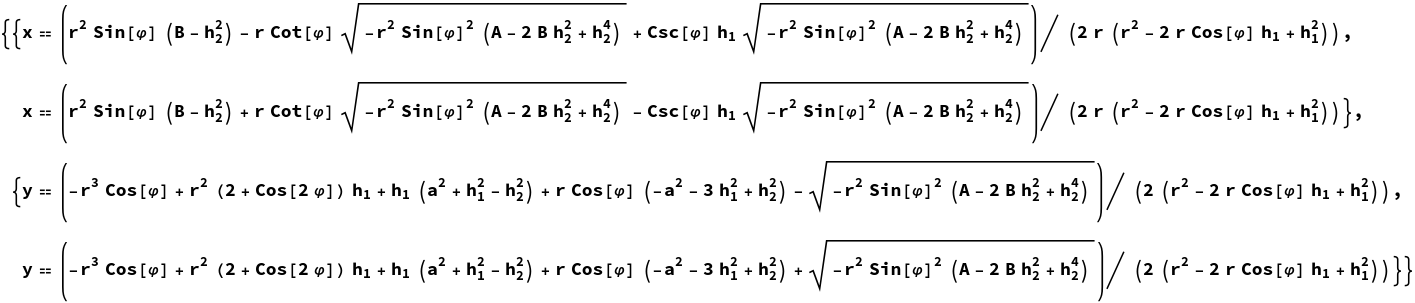 {{x == (r² Sin[φ] (B - h₂²) - r Cot[φ] √(-r² Sin[φ]² (A - 2 B h₂² + h₂⁴)) + Csc[φ] h₁ √(-r² Sin[φ]² (A - 2 B h₂² + h₂⁴))) / (2 r (r² - 2 r Cos[φ] h₁ + h₁²)),
x == (r² Sin[φ] (B - h₂²) + r Cot[φ] √(-r² Sin[φ]² (A - 2 B h₂² + h₂⁴)) - Csc[φ] h₁ √(-r² Sin[φ]² (A - 2 B h₂² + h₂⁴))) / (2 r (r² - 2 r Cos[φ] h₁ + h₁²))},
{y == (-r³ Cos[φ] + r² (2 + Cos[2 φ]) h₁ + h₁ (a² + h₁² - h₂²) + r Cos[φ] (-a² - 3 h₁² + h₂²) - √(-r² Sin[φ]² (A - 2 B h₂² + h₂⁴))) / (2 (r² - 2 r Cos[φ] h₁ + h₁²)),
y == (-r³ Cos[φ] + r² (2 + Cos[2 φ]) h₁ + h₁ (a² + h₁² - h₂²) + r Cos[φ] (-a² - 3 h₁² + h₂²) + √(-r² Sin[φ]² (A - 2 B h₂² + h₂⁴))) / (2 (r² - 2 r Cos[φ] h₁ + h₁²))}}